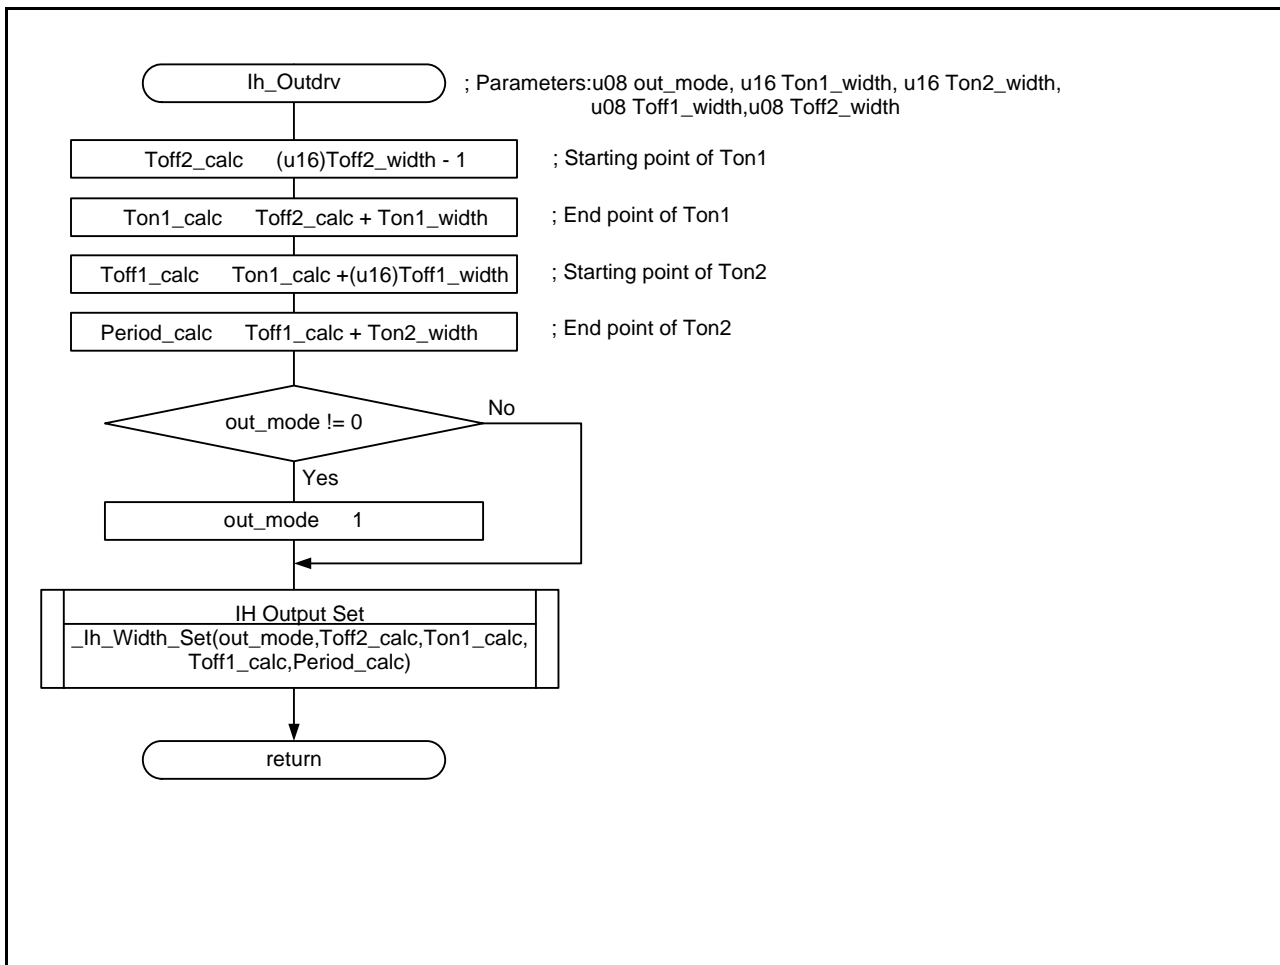 Ih_Outdrv
; Parameters:u08 out_mode, u16 Ton1_width, u16 Ton2_width,
u08 Toff1_width,u08 Toff2_width
Toff2_calc (u16)Toff2_width - 1
; Starting point of Ton1
Ton1_calc Toff2_calc + Ton1_width
; End point of Ton1
Toff1_calc Ton1_calc +(u16)Toff1_width
; Starting point of Ton2
Period_calc Toff1_calc + Ton2_width
; End point of Ton2
out_mode != 0
No
Yes
out_mode 1
IH Output Set
_Ih_Width_Set(out_mode,Toff2_calc,Ton1_calc,
Toff1_calc,Period_calc)
return